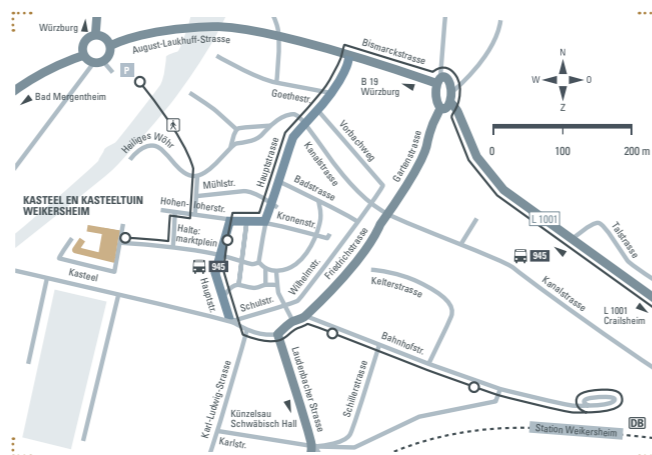 Würzburg
August-Laukhuff-Strasse
Bismarckstrasse
P
B 19
Würzburg
Bad Mergentheim
Goethestr.
N
W
O
Z
0
100
200 m
Heiliges Wöhr
Hauptstrasse
Kanalstrasse
Vorbachweg
Gartenstrasse
Mühlstr.
Badstrasse
KASTEEL EN KASTEELTUIN
WEIKERSHEIM
Hohen-loherstr.
Halte:
marktplein
Kronenstr.
L 1001
Talstrasse
945
945
Kasteel
Hauptstr.
Wilhelmstr.
Friedrichstrasse
Schulstr.
Kelterstrasse
Kanalstrasse
L 1001
Crailsheim
Bahnhofstr.
Karl-Ludwig-Strasse
Laudenbacher Strasse
Schillerstrasse
Künzelsau
Schwäbisch Hall
Karlstr.
Station Weikersheim
DB